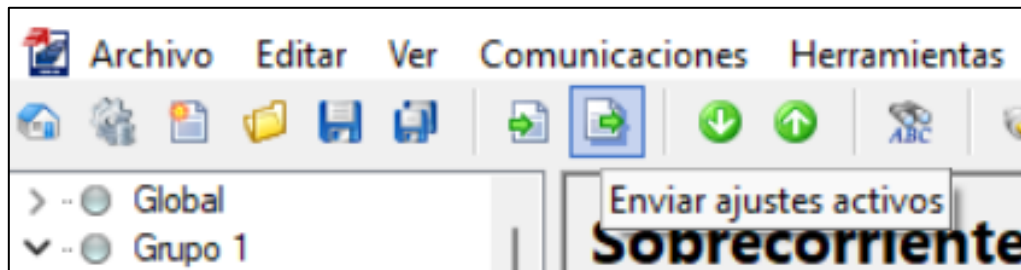 Archivo Editar Ver Comunicaciones Herramientas
ABC
Global
Enviar ajustes activos
Grupo 1
Sobrecorriente